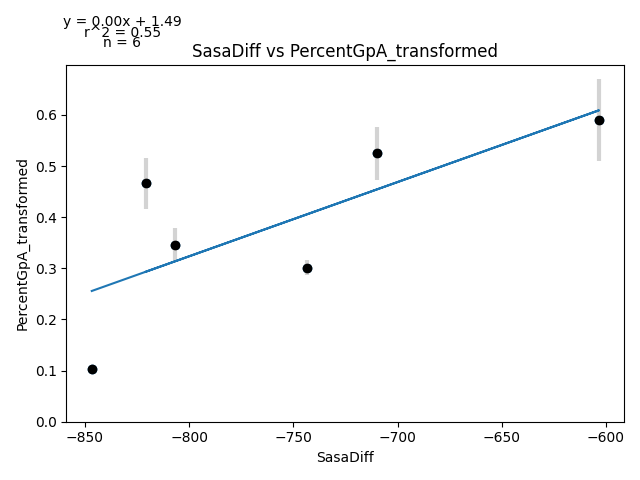 y = 0.00x + 1.49
r^2 = 0.55
n = 6
SasaDiff vs PercentGpA_transformed
PercentGpA_transformed
0.6
0.5
0.4
0.3
0.2
0.1
0.0
−850
−800
−750
−700
−650
−600
SasaDiff